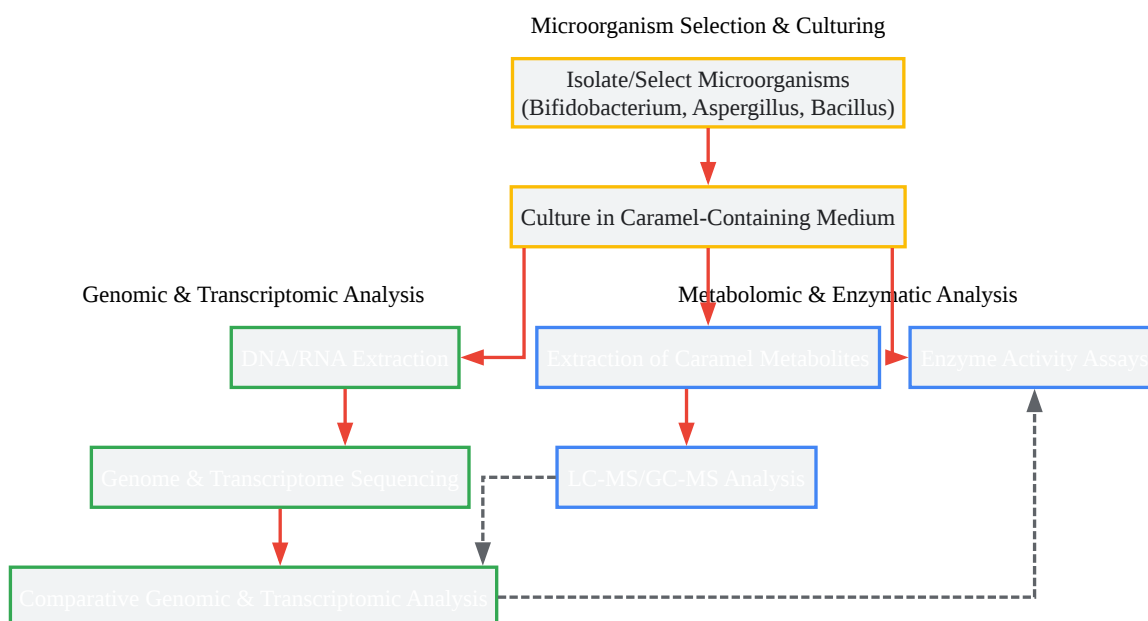 Microorganism Selection & Culturing
Isolate/Select Microorganisms
(Bifidobacterium, Aspergillus, Bacillus)
Culture in Caramel-Containing Medium
Genomic & Transcriptomic Analysis
Metabolomic & Enzymatic Analysis
DNA/RNA Extraction
Extraction of Caramel Metabolites
Enzyme Activity Assays
Genome & Transcriptome Sequencing
LC-MS/GC-MS Analysis
Comparative Genomic & Transcriptomic Analysis